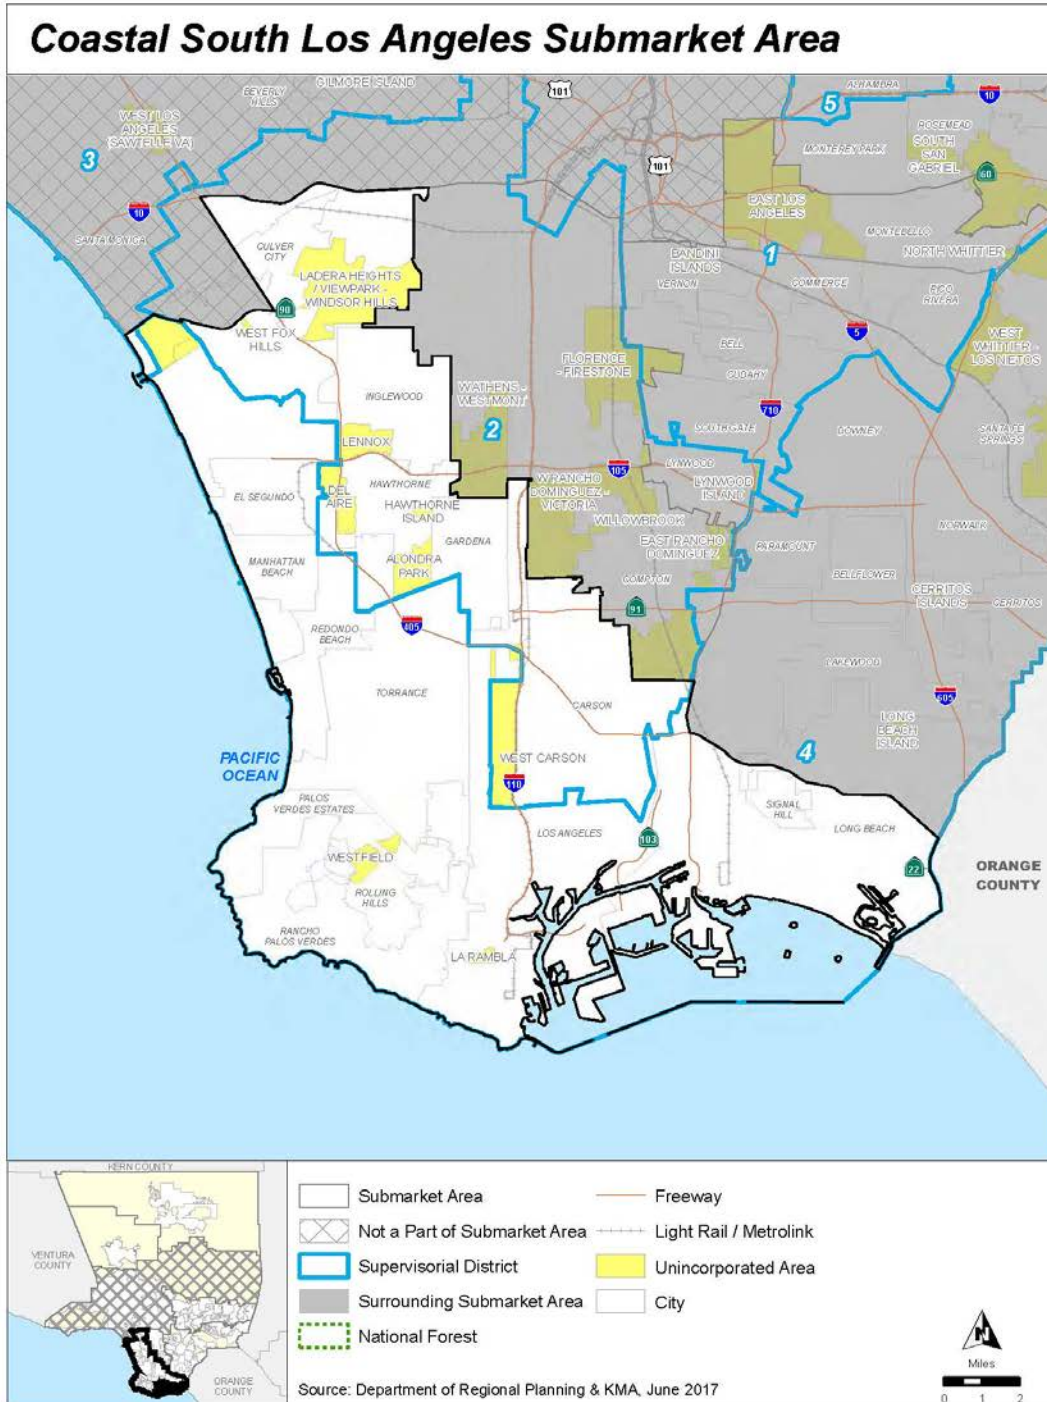 Coastal South Los Angeles Submarket Area
GILMORE ISLAND
BEVERLY
HILLS
101
ALHAMBRA
5
10
WEST LOS
ANGELES
(SAWTELLE VA)
3
ROSEMEAD
SOUTH
SAN
GABRIEL
MONTEREY PARK
101
60
10
EAST LOS
ANGELES
SANTA MONICA
CULVER
CITY
MONTEBELLO
NORTH WHITTIER
1
BANDINI
ISLANDS
LADERA HEIGHTS
/ VIEWPARK -
WINDSOR HILLS
VERNON
COMMERCE
PICO
RIVERA
90
WEST FOX
HILLS
5
WEST
WHITTIER -
LOS NIETOS
BELL
FLORENCE
- FIRESTONE
CUDAHY
W ATHENS -
WESTMONT
INGLEWOOD
710
2
SOUTH GATE
DOWNEY
SANTA FE
SPRINGS
LENNOX
LYNWOOD
105
LYNWOOD
ISLAND
W RANCHO
DOMINGUEZ -
VICTORIA
DEL
AIRE
HAWTHORNE
EL SEGUNDO
HAWTHORNE
ISLAND
WILLOWBROOK
NORWALK
GARDENA
EAST RANCHO
DOMINGUEZ
PARAMOUNT
MANHATTAN
BEACH
ALONDRA
PARK
COMPTON
BELLFLOWER
CERRITOS
ISLANDS
CERRITOS
91
REDONDO
BEACH
405
LAKEWOOD
TORRANCE
605
CARSON
LONG
BEACH
ISLAND
PACIFIC
OCEAN
WEST CARSON
4
110
PALOS
VERDES ESTATES
SIGNAL
HILL
LOS ANGELES
103
LONG BEACH
WESTFIELD
22
ORANGE
COUNTY
ROLLING
HILLS
RANCHO
PALOS VERDES
LA RAMBLA
KERN COUNTY
VENTURA
COUNTY
ORANGE
COUNTY
Submarket Area
Freeway
Not a Part of Submarket Area
Light Rail / Metrolink
Supervisorial District
Unincorporated Area
Surrounding Submarket Area
City
National Forest
Source: Department of Regional Planning & KMA, June 2017
N
Miles
0 1 2